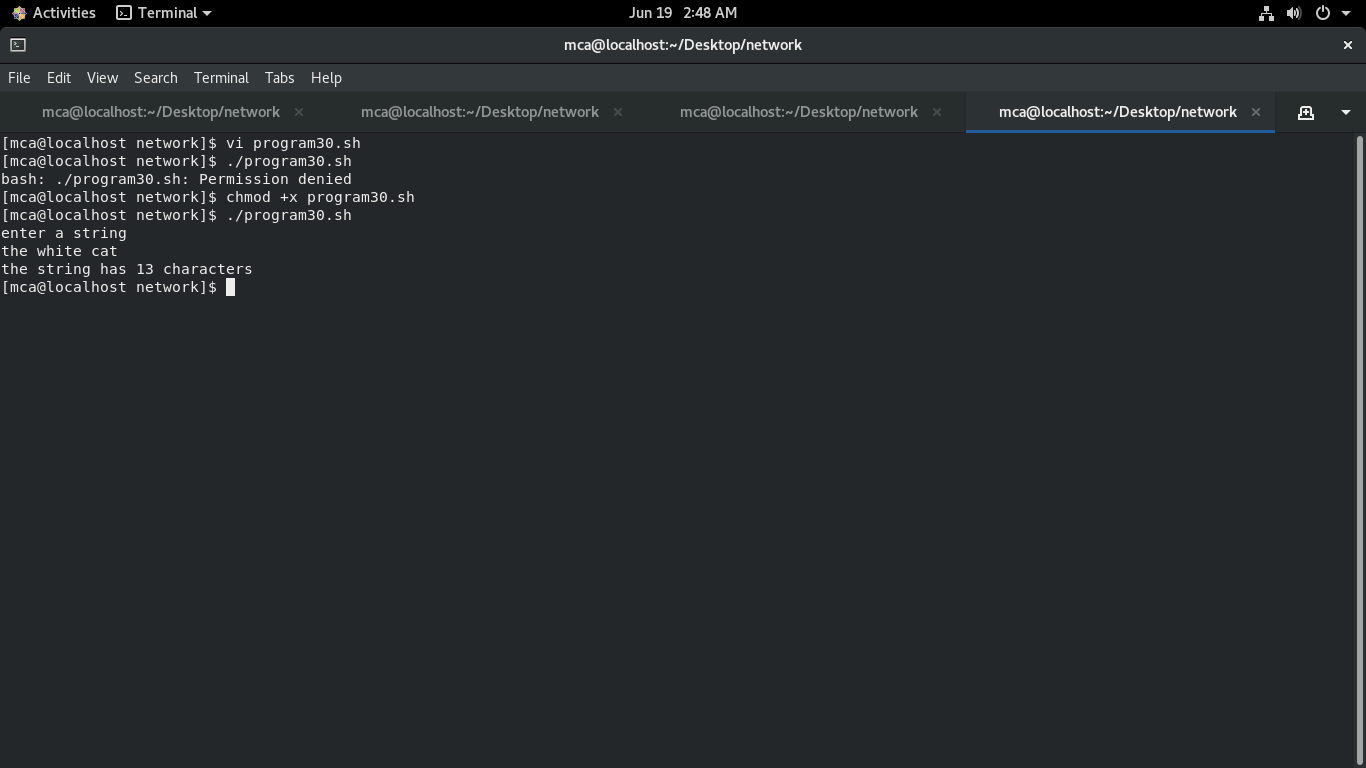 Activities Terminal Jun 19 2:48 AM
mca@localhost:~/Desktop/network
File Edit View Search Terminal Tabs Help
mca@localhost:~/Desktop/network mca@localhost:~/Desktop/network mca@localhost:~/Desktop/network mca@localhost:~/Desktop/network
[mca@localhost network]$ vi program30.sh
[mca@localhost network]$ ./program30.sh
bash: ./program30.sh: Permission denied
[mca@localhost network]$ chmod +x program30.sh
[mca@localhost network]$ ./program30.sh
enter a string
the white cat
the string has 13 characters
[mca@localhost network]$